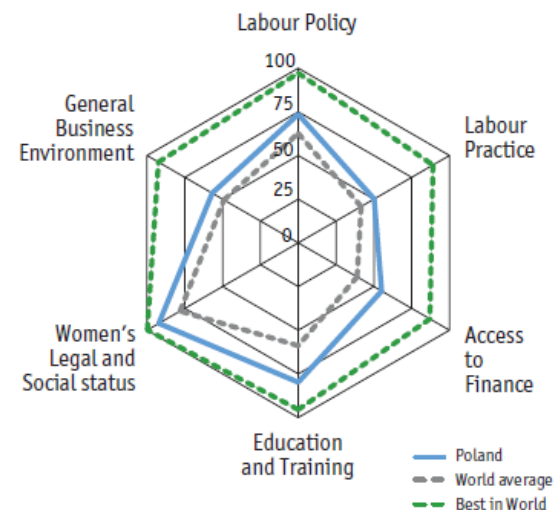 Labour Policy
100
75
50
25
0
General
Business
Environment
Labour
Practice
Women's
Legal and
Social status
Access
to
Finance
Education
and Training
Poland
World average
Best in World